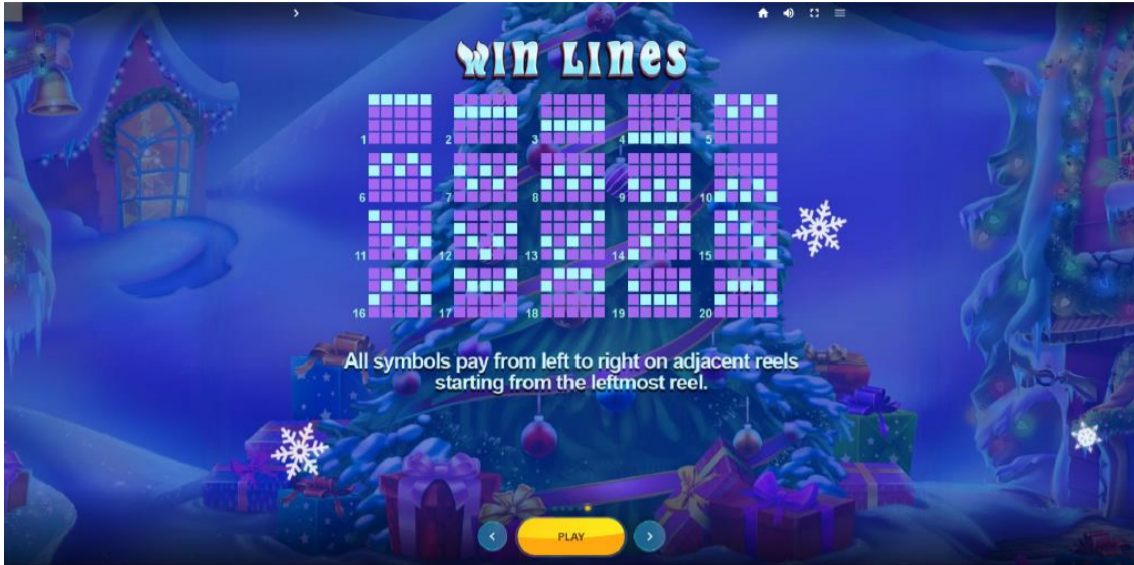 WIN LINES
1 2 3 4 5
6 7 8 9 10
11 12 13 14 15
16 17 18 19 20
All symbols pay from left to right on adjacent reels
starting from the leftmost reel.
PLAY